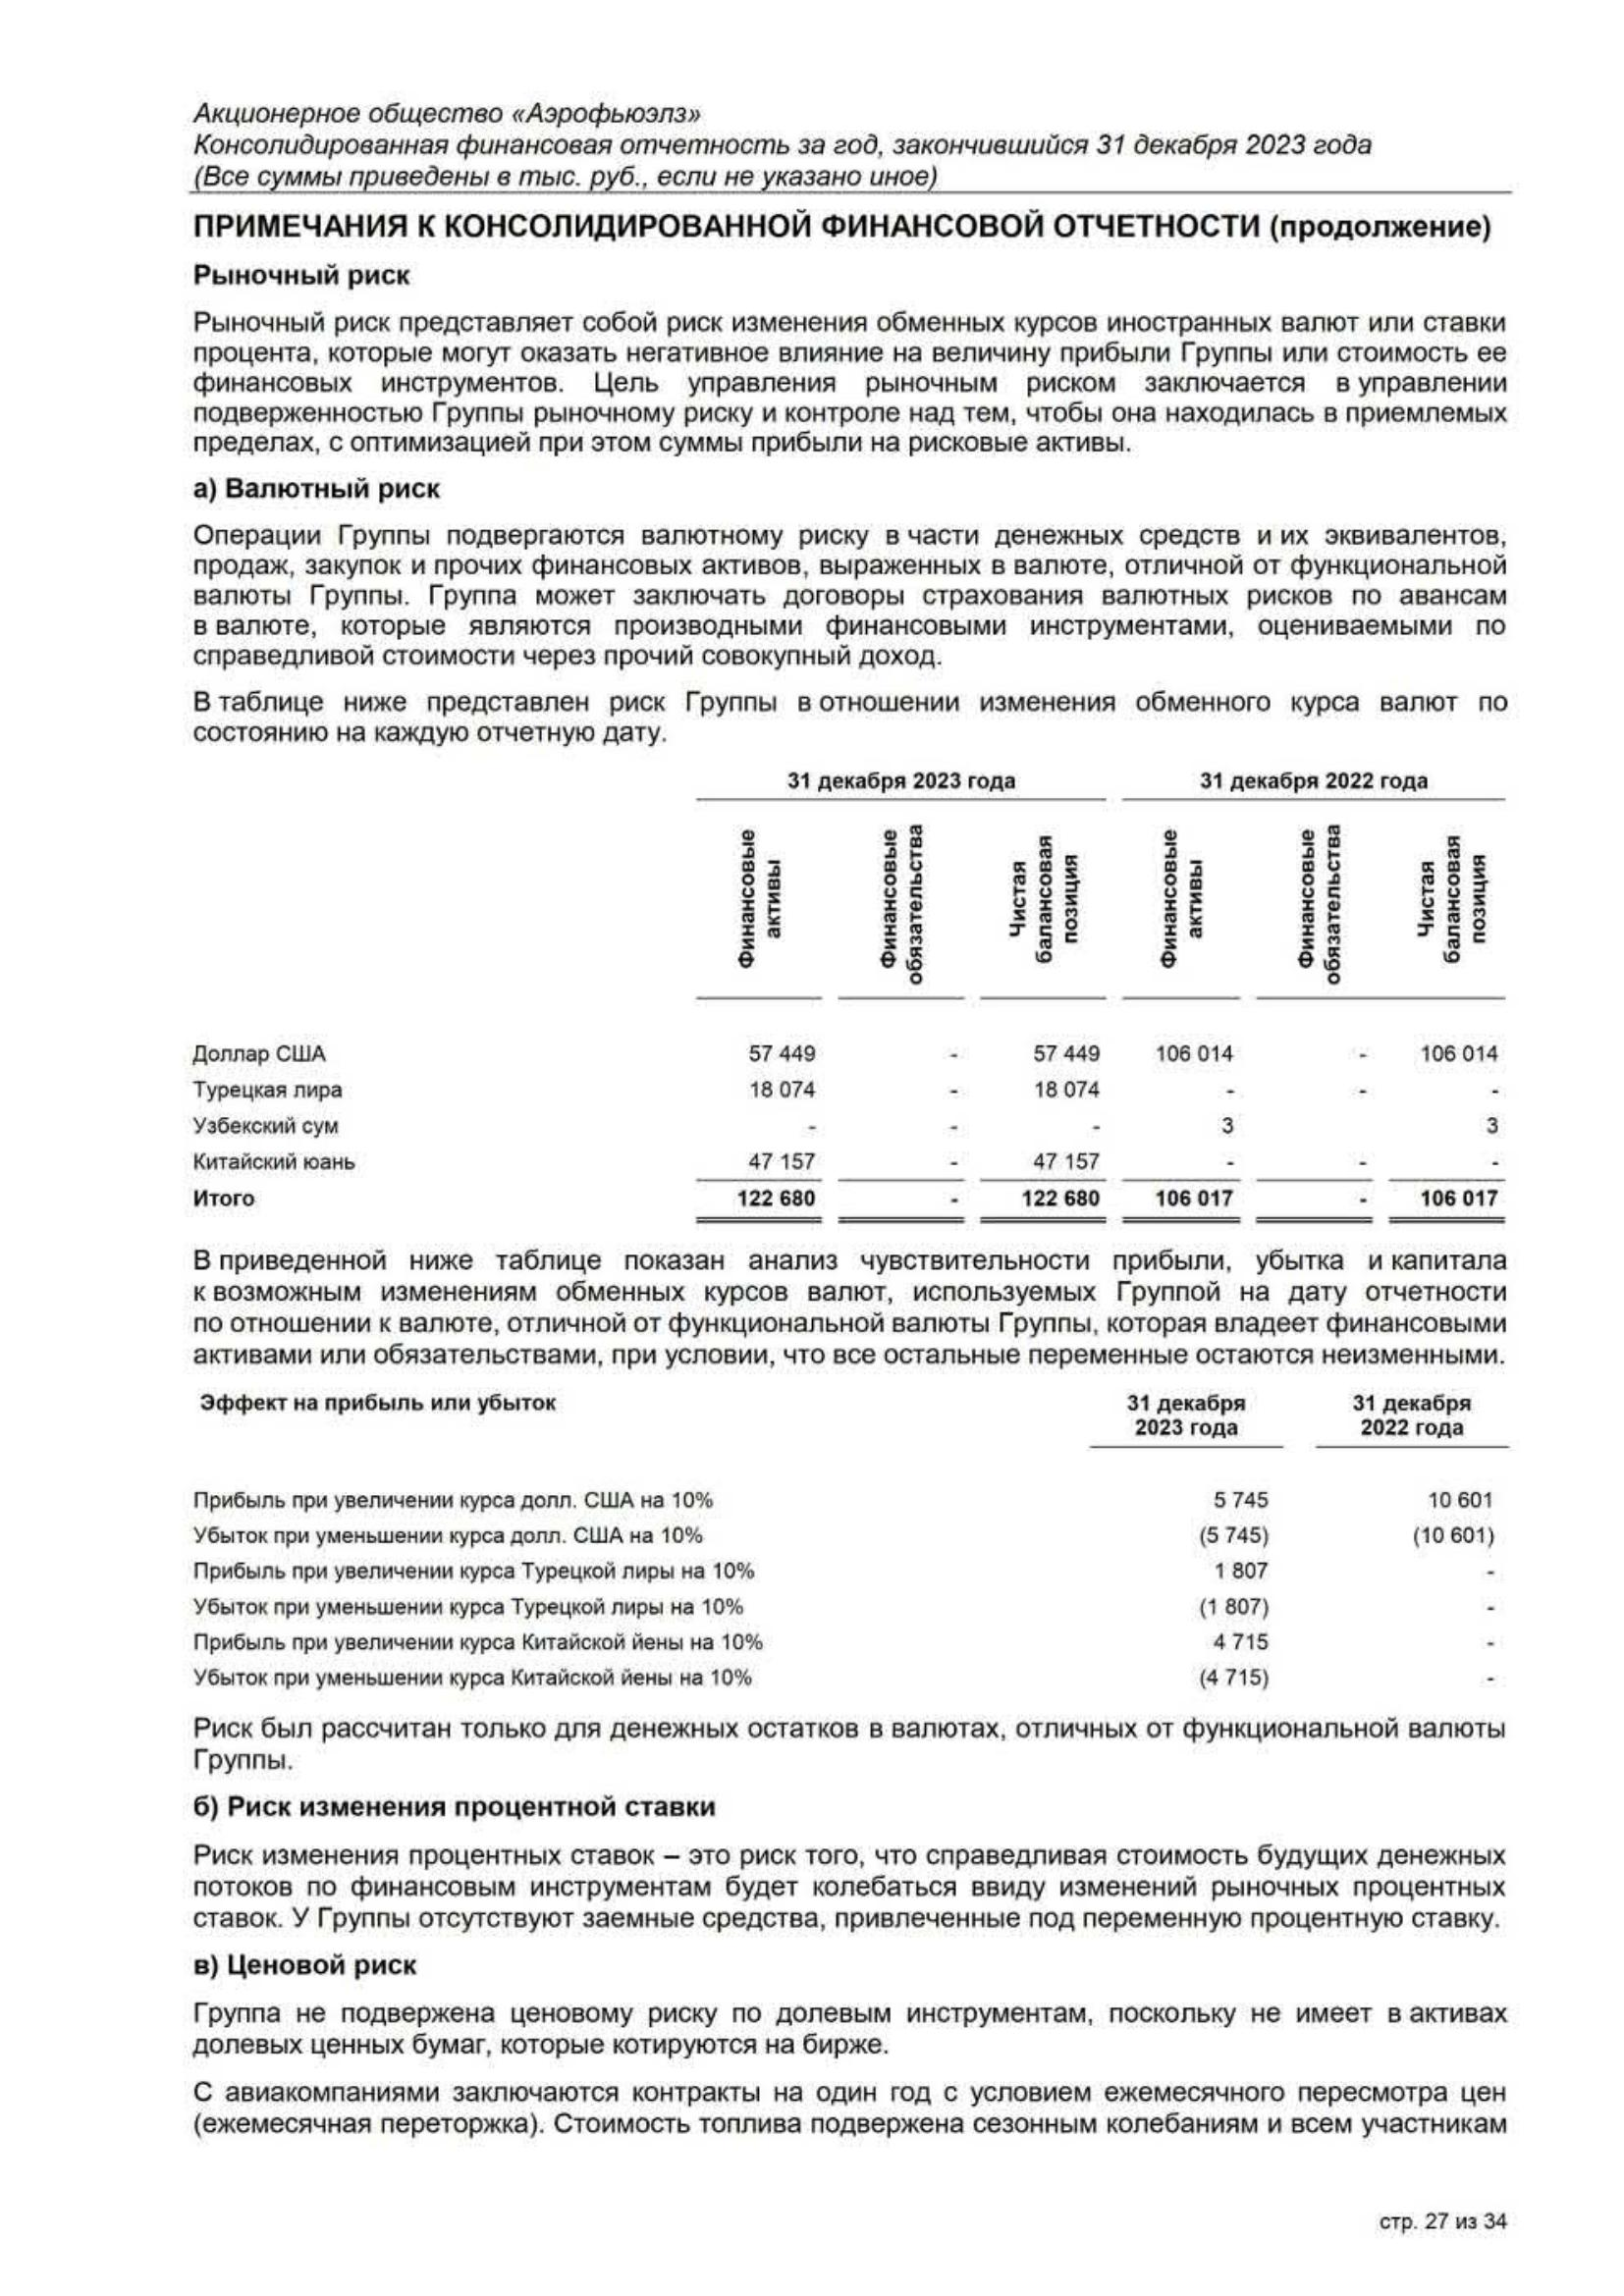 Акционерное общество «Аэрофьюэлз»
Консолидированная финансовая отчетность за год, закончившийся 31 декабря 2023 года
(Все суммы приведены в тыс. руб., если не указано иное)
ПРИМЕЧАНИЯ К КОНСОЛИДИРОВАННОЙ ФИНАНСОВОЙ ОТЧЕТНОСТИ (продолжение)
Рыночный риск
Рыночный риск представляет собой риск изменения обменных курсов иностранных валют или ставки
процента, которые могут оказать негативное влияние на величину прибыли Группы или стоимость ее
финансовых инструментов. Цель управления рыночным риском заключается в управлении
подверженностью Группы рыночному риску и контроле над тем, чтобы она находилась в приемлемых
пределах, с оптимизацией при этом суммы прибыли на рисковые активы.
а) Валютный риск
Операции Группы подвергаются валютному риску в части денежных средств и их эквивалентов,
продаж, закупок и прочих финансовых активов, выраженных в валюте, отличной от функциональной
валюты Группы. Группа может заключать договоры страхования валютных рисков по авансам
в валюте, которые являются производными финансовыми инструментами, оцениваемыми по
справедливой стоимости через прочий совокупный доход.
В таблице ниже представлен риск Группы в отношении изменения обменного курса валют по
состоянию на каждую отчетную дату.
31 декабря 2023 года 31 декабря 2022 года
Финансовые
активы
Финансовые
обязательства
Чистая
балансовая
позиция
Финансовые
активы
Финансовые
обязательства
Чистая
балансовая
позиция
Доллар США 57 449 - 57 449 106 014 - 106 014
Турецкая лира 18 074 - 18 074 - - -
Узбекский сум - - - 3 3
Китайский юань 47 157 - 47 157 - - -
Итого 122 680 - 122 680 106 017 - 106 017
В приведенной ниже таблице показан анализ чувствительности прибыли, убытка и капитала
к возможным изменениям обменных курсов валют, используемых Группой на дату отчетности
по отношении к валюте, отличной от функциональной валюты Группы, которая владеет финансовыми
активами или обязательствами, при условии, что все остальные переменные остаются неизменными.
Эффект на прибыль или убыток 31 декабря 31 декабря
2023 года 2022 года
Прибыль при увеличении курса долл. США на 10% 5 745 10 601
Убыток при уменьшении курса долл. США на 10% (5 745) (10 601)
Прибыль при увеличении курса Турецкой лиры на 10% 1 807 -
Убыток при уменьшении курса Турецкой лиры на 10% (1 807) -
Прибыль при увеличении курса Китайской йены на 10% 4 715 -
Убыток при уменьшении курса Китайской йены на 10% (4 715) -
Риск был рассчитан только для денежных остатков в валютах, отличных от функциональной валюты
Группы.
б) Риск изменения процентной ставки
Риск изменения процентных ставок – это риск того, что справедливая стоимость будущих денежных
потоков по финансовым инструментам будет колебаться ввиду изменений рыночных процентных
ставок. У Группы отсутствуют заемные средства, привлеченные под переменную процентную ставку.
в) Ценовой риск
Группа не подвержена ценовому риску по долевым инструментам, поскольку не имеет в активах
долевых ценных бумаг, которые котируются на бирже.
С авиакомпаниями заключаются контракты на один год с условием ежемесячного пересмотра цен
(ежемесячная переторжка). Стоимость топлива подвержена сезонным колебаниям и всем участникам
стр. 27 из 34